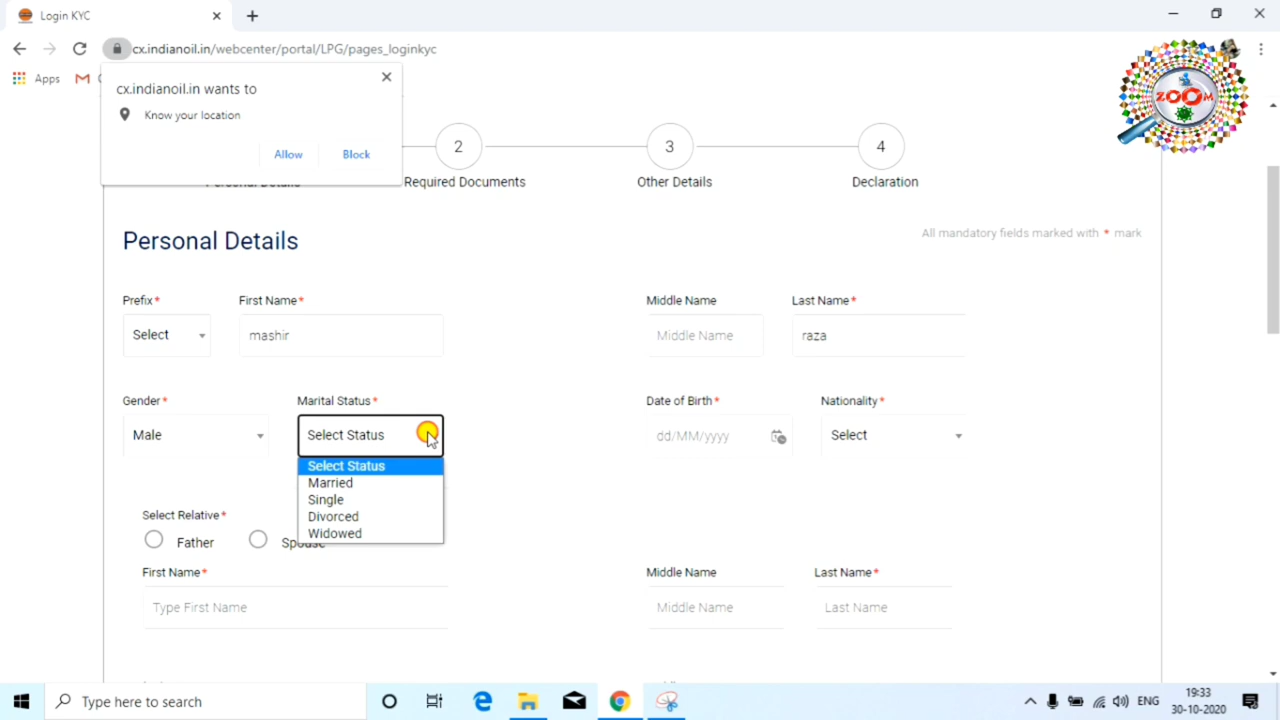 Login KYC
cx.indianoil.in/webcenter/portal/LPG/pages_loginkyc
Apps
cx.indianoil.in wants to
Know your location
Allow Block
ZOOM
2 3 4
Required Documents Other Details Declaration
Personal Details
All mandatory fields marked with * mark
Prefix* First Name* Middle Name Last Name*
Select mashir Middle Name raza
Gender* Marital Status* Date of Birth* Nationality*
Male Select Status dd/MM/yyyy Select
Select Status
Married
Single
Divorced
Widowed
Select Relative*
Father Spouse
First Name* Middle Name Last Name*
Type First Name Middle Name Last Name
Type here to search
ENG
19:33
30-10-2020